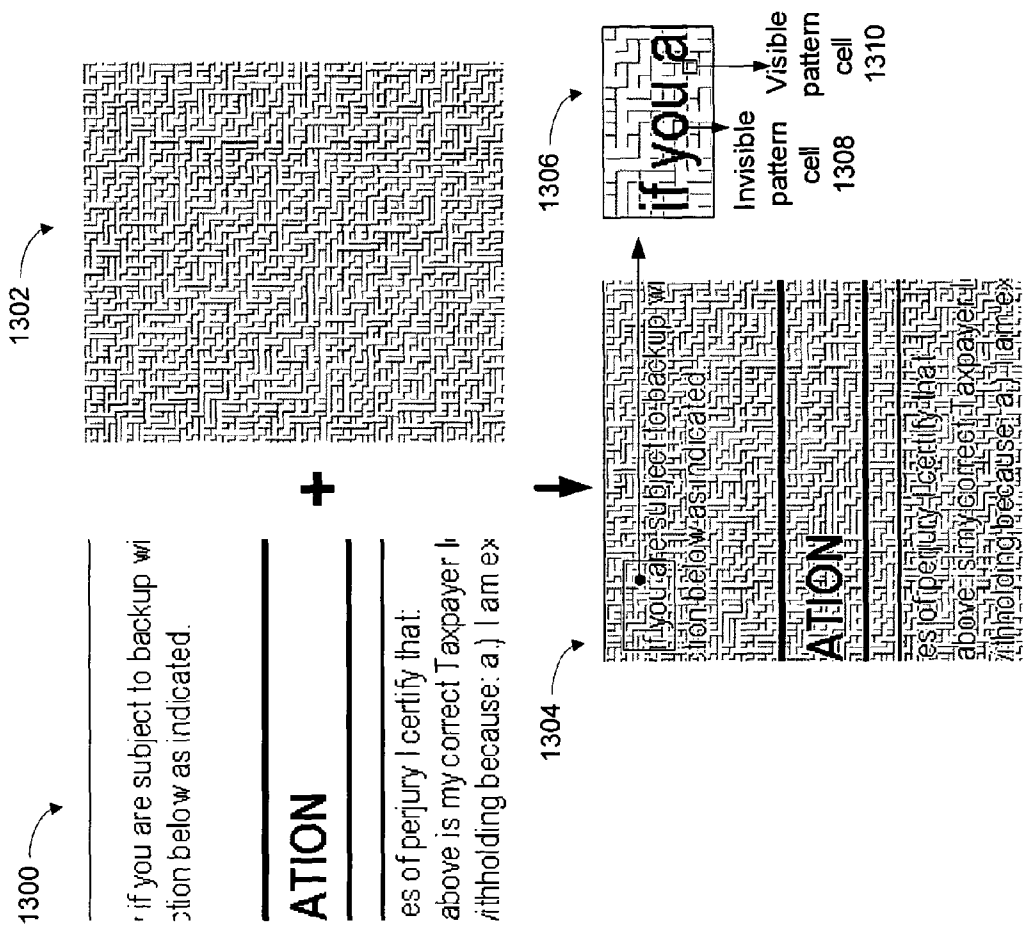 1300
' if you are subject to backup wi
ction below as indicated.
ATION
es of perjury I certify that:
above is my correct Taxpayer I
withholding because: a.) I am ex
+
1302
1304
if you are subject to backup wi
ction below as indicated
ATION
es of perjury I certify that
above is my correct Taxpayer I
withholding because: a.) I am ex
1306
if you al
Invisible
pattern
cell
1308
Visible
pattern
cell
1310